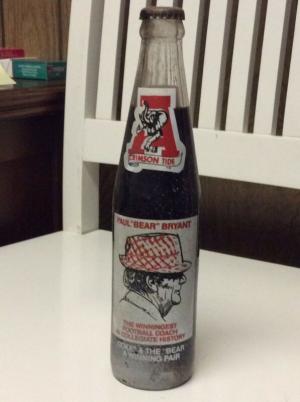 A
CRIMSON TIDE
PAUL "BEAR" BRYANT
THE WINNINGEST
FOOTBALL COACH
IN COLLEGIATE HISTORY
COKE & THE "BEAR"
A WINNING PAIR